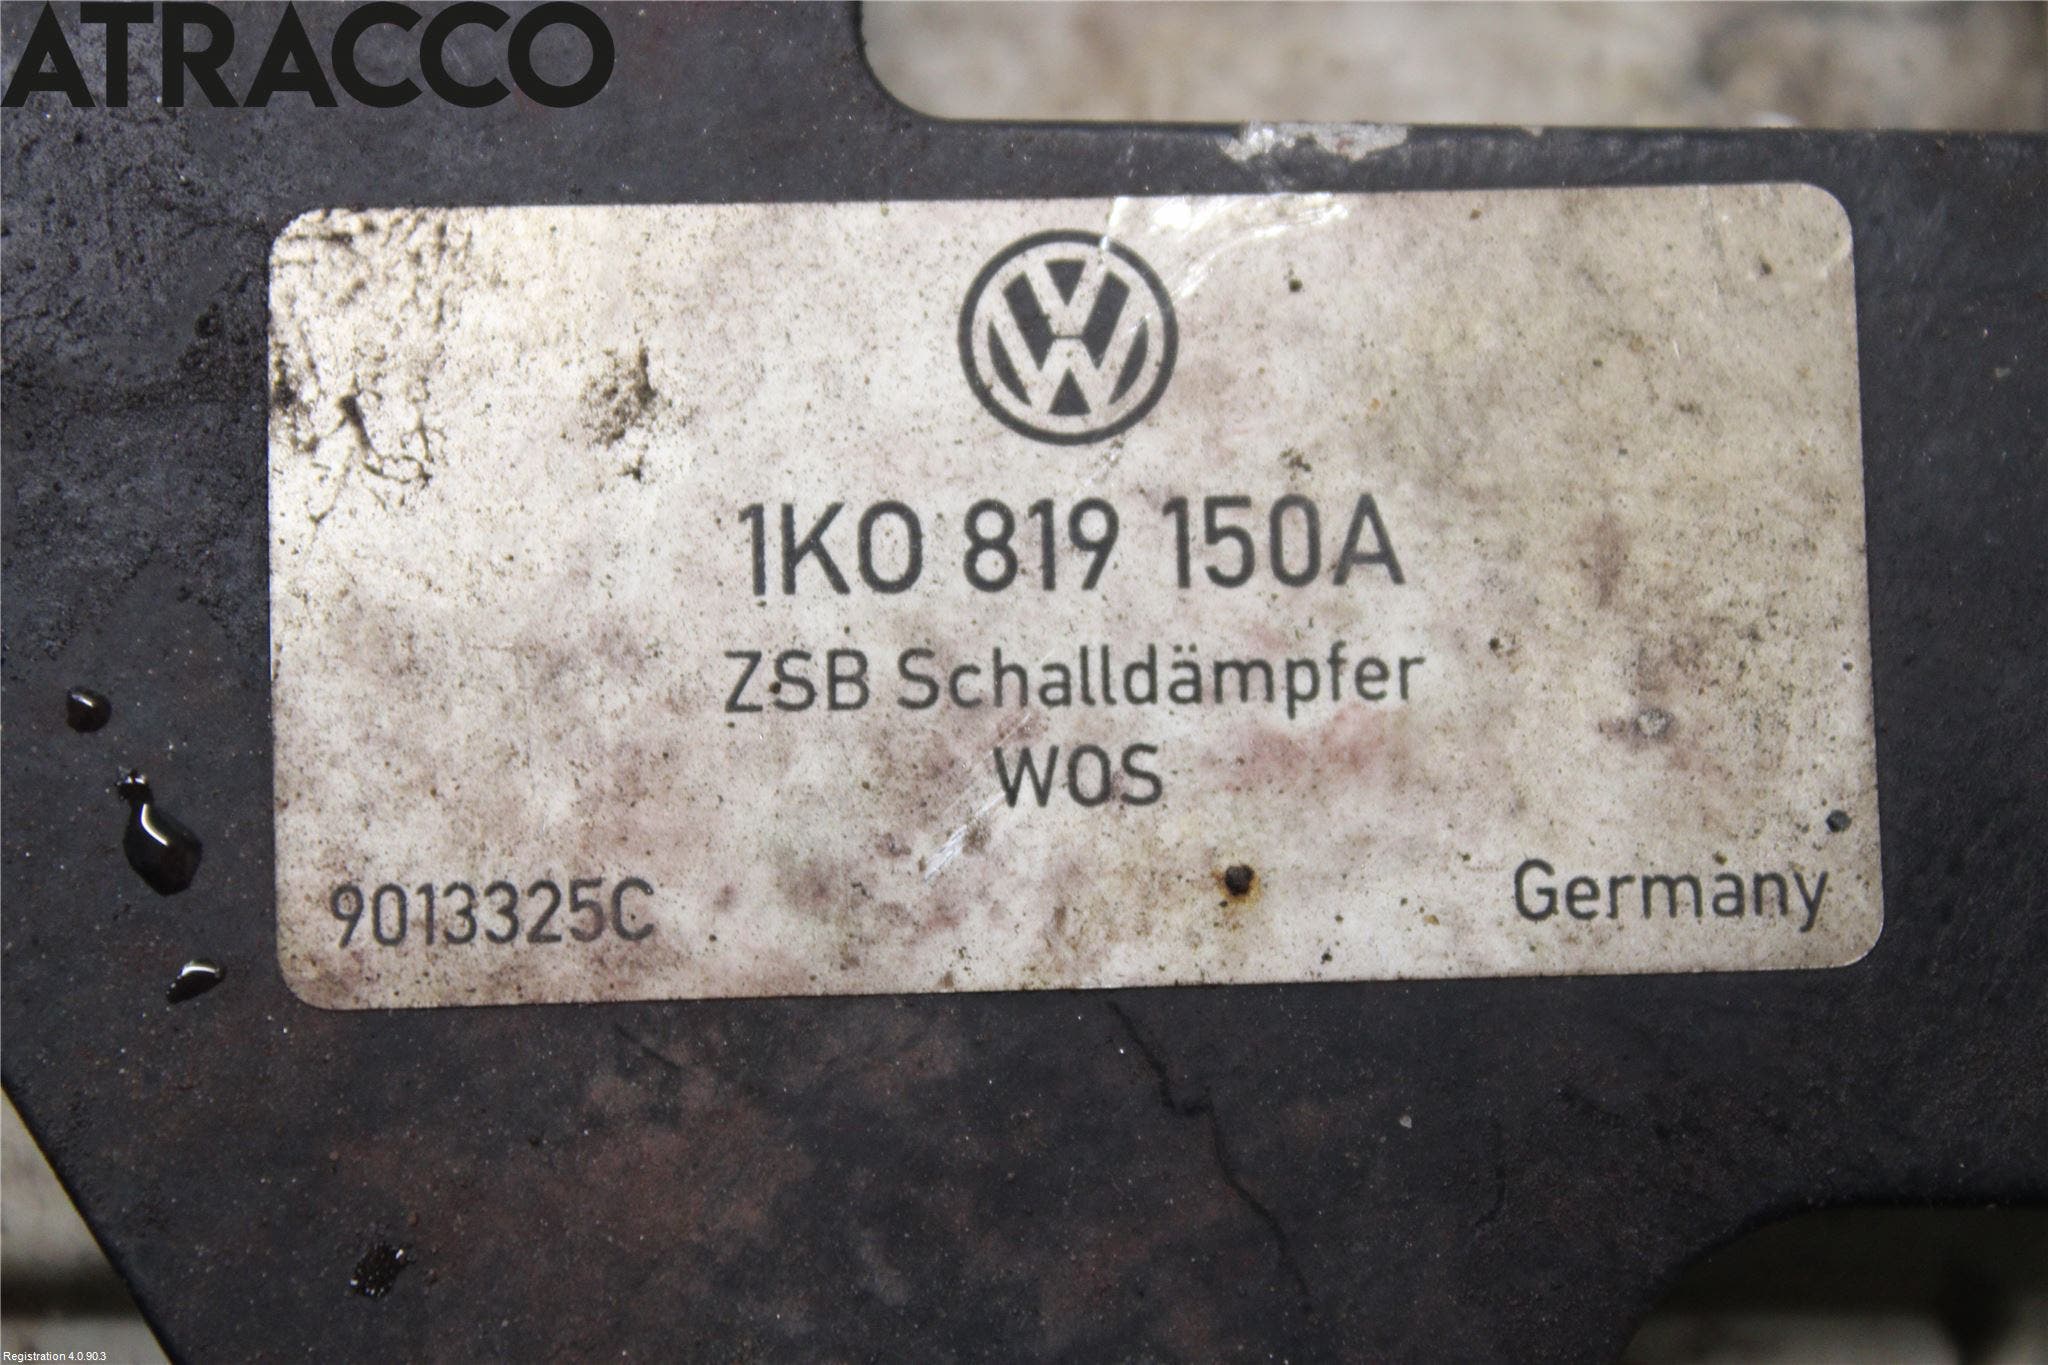 ATRACCO
1K0 819 150A
ZSB Schalldämpfer
WOS
9013325C
Germany
Registration 4.0.90.3